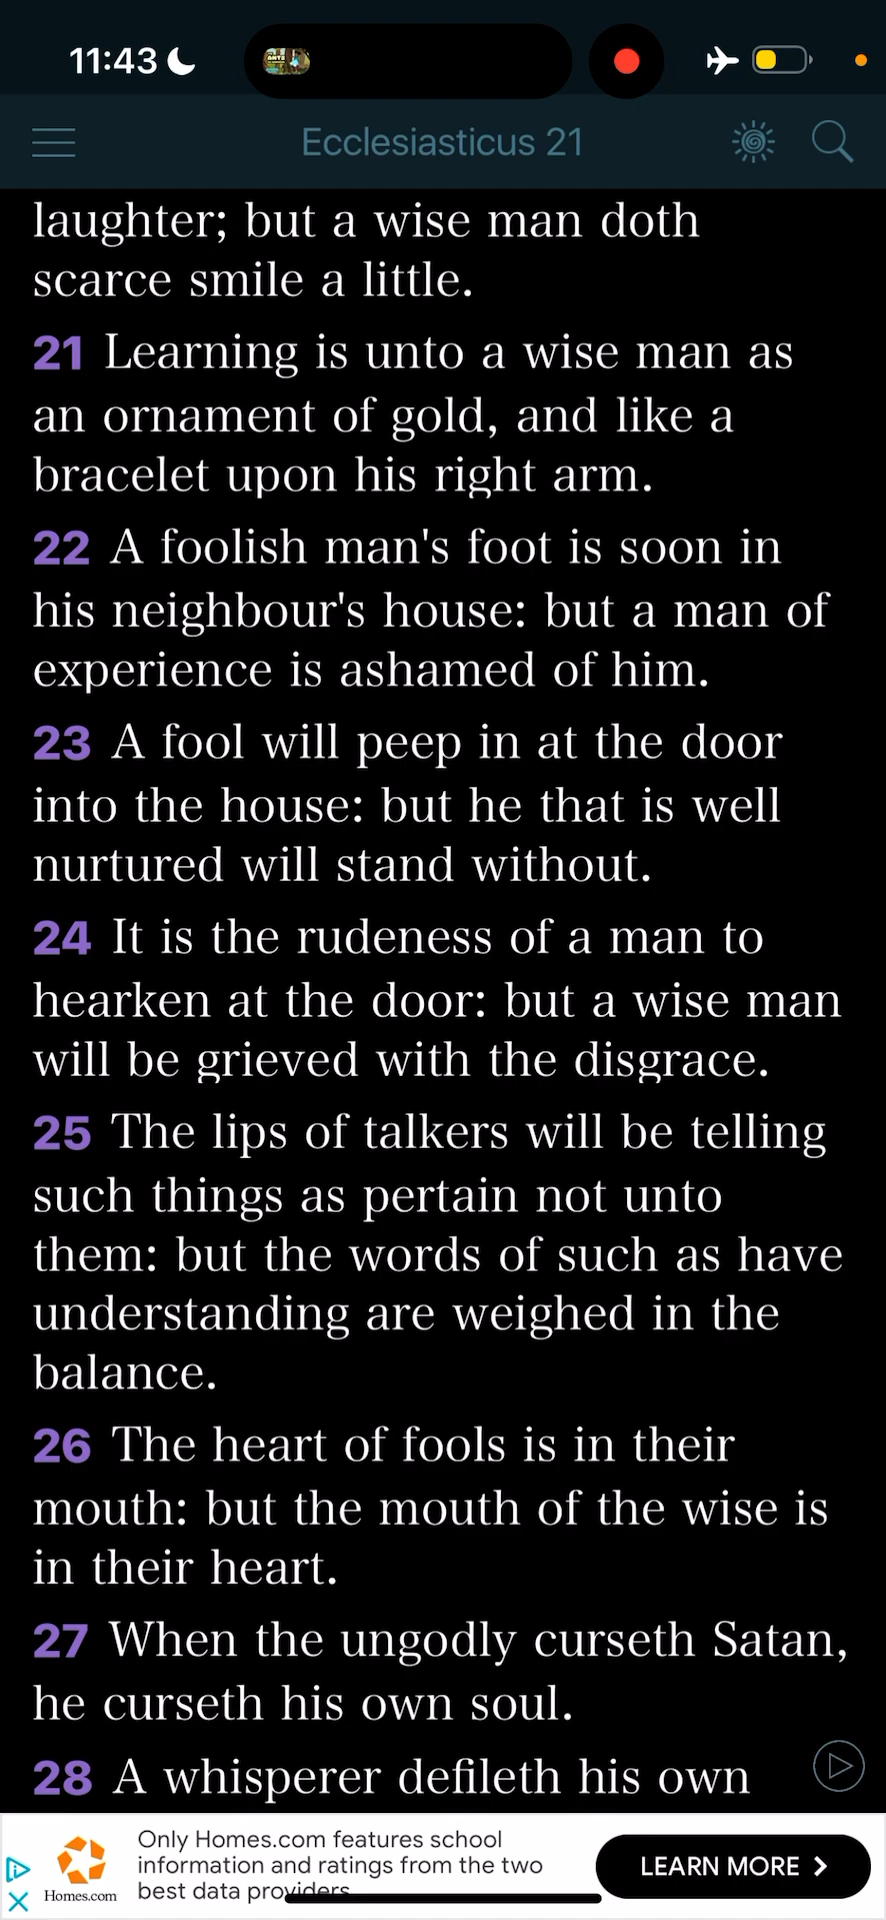 11:43
Ecclesiasticus 21
laughter; but a wise man doth
scarce smile a little.
21 Learning is unto a wise man as
an ornament of gold, and like a
bracelet upon his right arm.
22 A foolish man's foot is soon in
his neighbour's house: but a man of
experience is ashamed of him.
23 A fool will peep in at the door
into the house: but he that is well
nurtured will stand without.
24 It is the rudeness of a man to
hearken at the door: but a wise man
will be grieved with the disgrace.
25 The lips of talkers will be telling
such things as pertain not unto
them: but the words of such as have
understanding are weighed in the
balance.
26 The heart of fools is in their
mouth: but the mouth of the wise is
in their heart.
27 When the ungodly curseth Satan,
he curseth his own soul.
28 A whisperer defileth his own
Only Homes.com features school
information and ratings from the two
best data providers
Homes.com
LEARN MORE